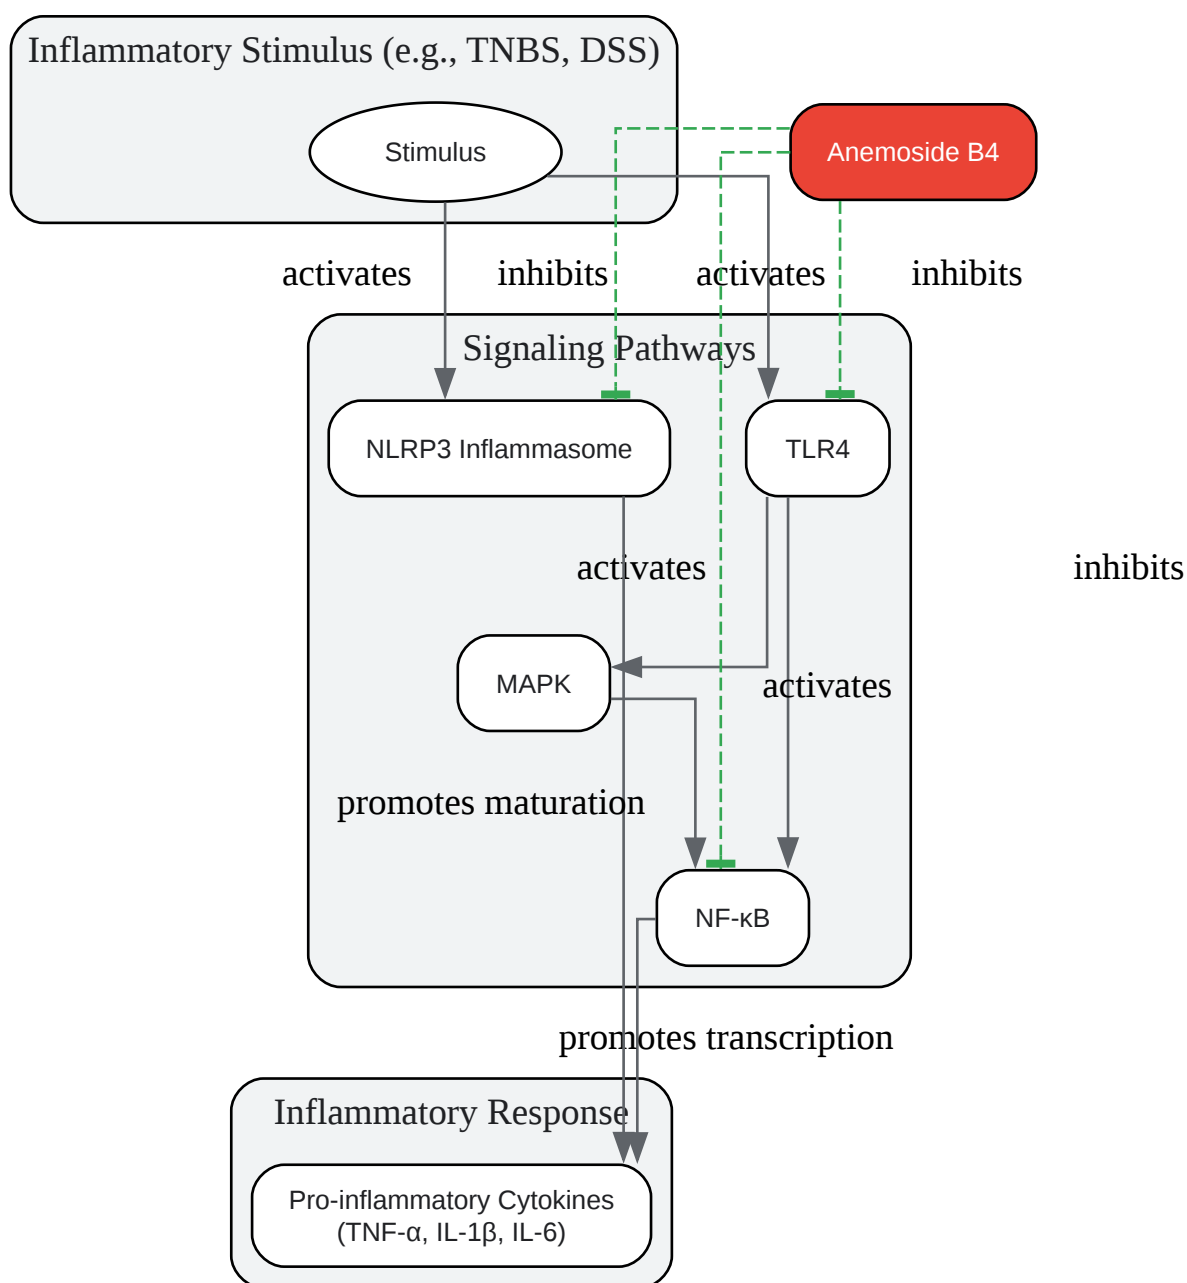 Inflammatory Stimulus (e.g., TNBS, DSS)
Stimulus
Anemoside B4
activates
inhibits
activates
inhibits
Signaling Pathways
NLRP3 Inflammasome
TLR4
activates
inhibits
MAPK
activates
promotes maturation
NF-κB
promotes transcription
Inflammatory Response
Pro-inflammatory Cytokines
(TNF-α, IL-1β, IL-6)